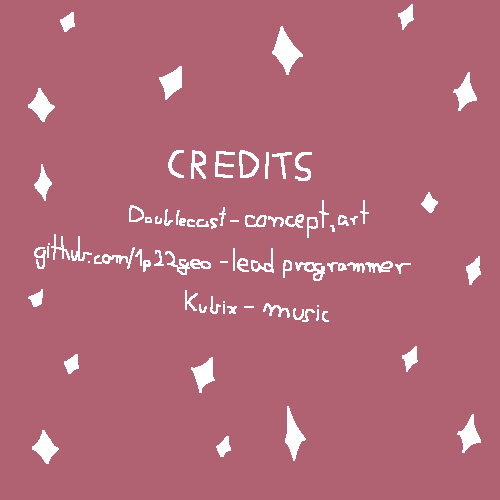 CREDITS
Doublecast - concept, art
github.com/1p22geo - lead programmer
Kubix - music